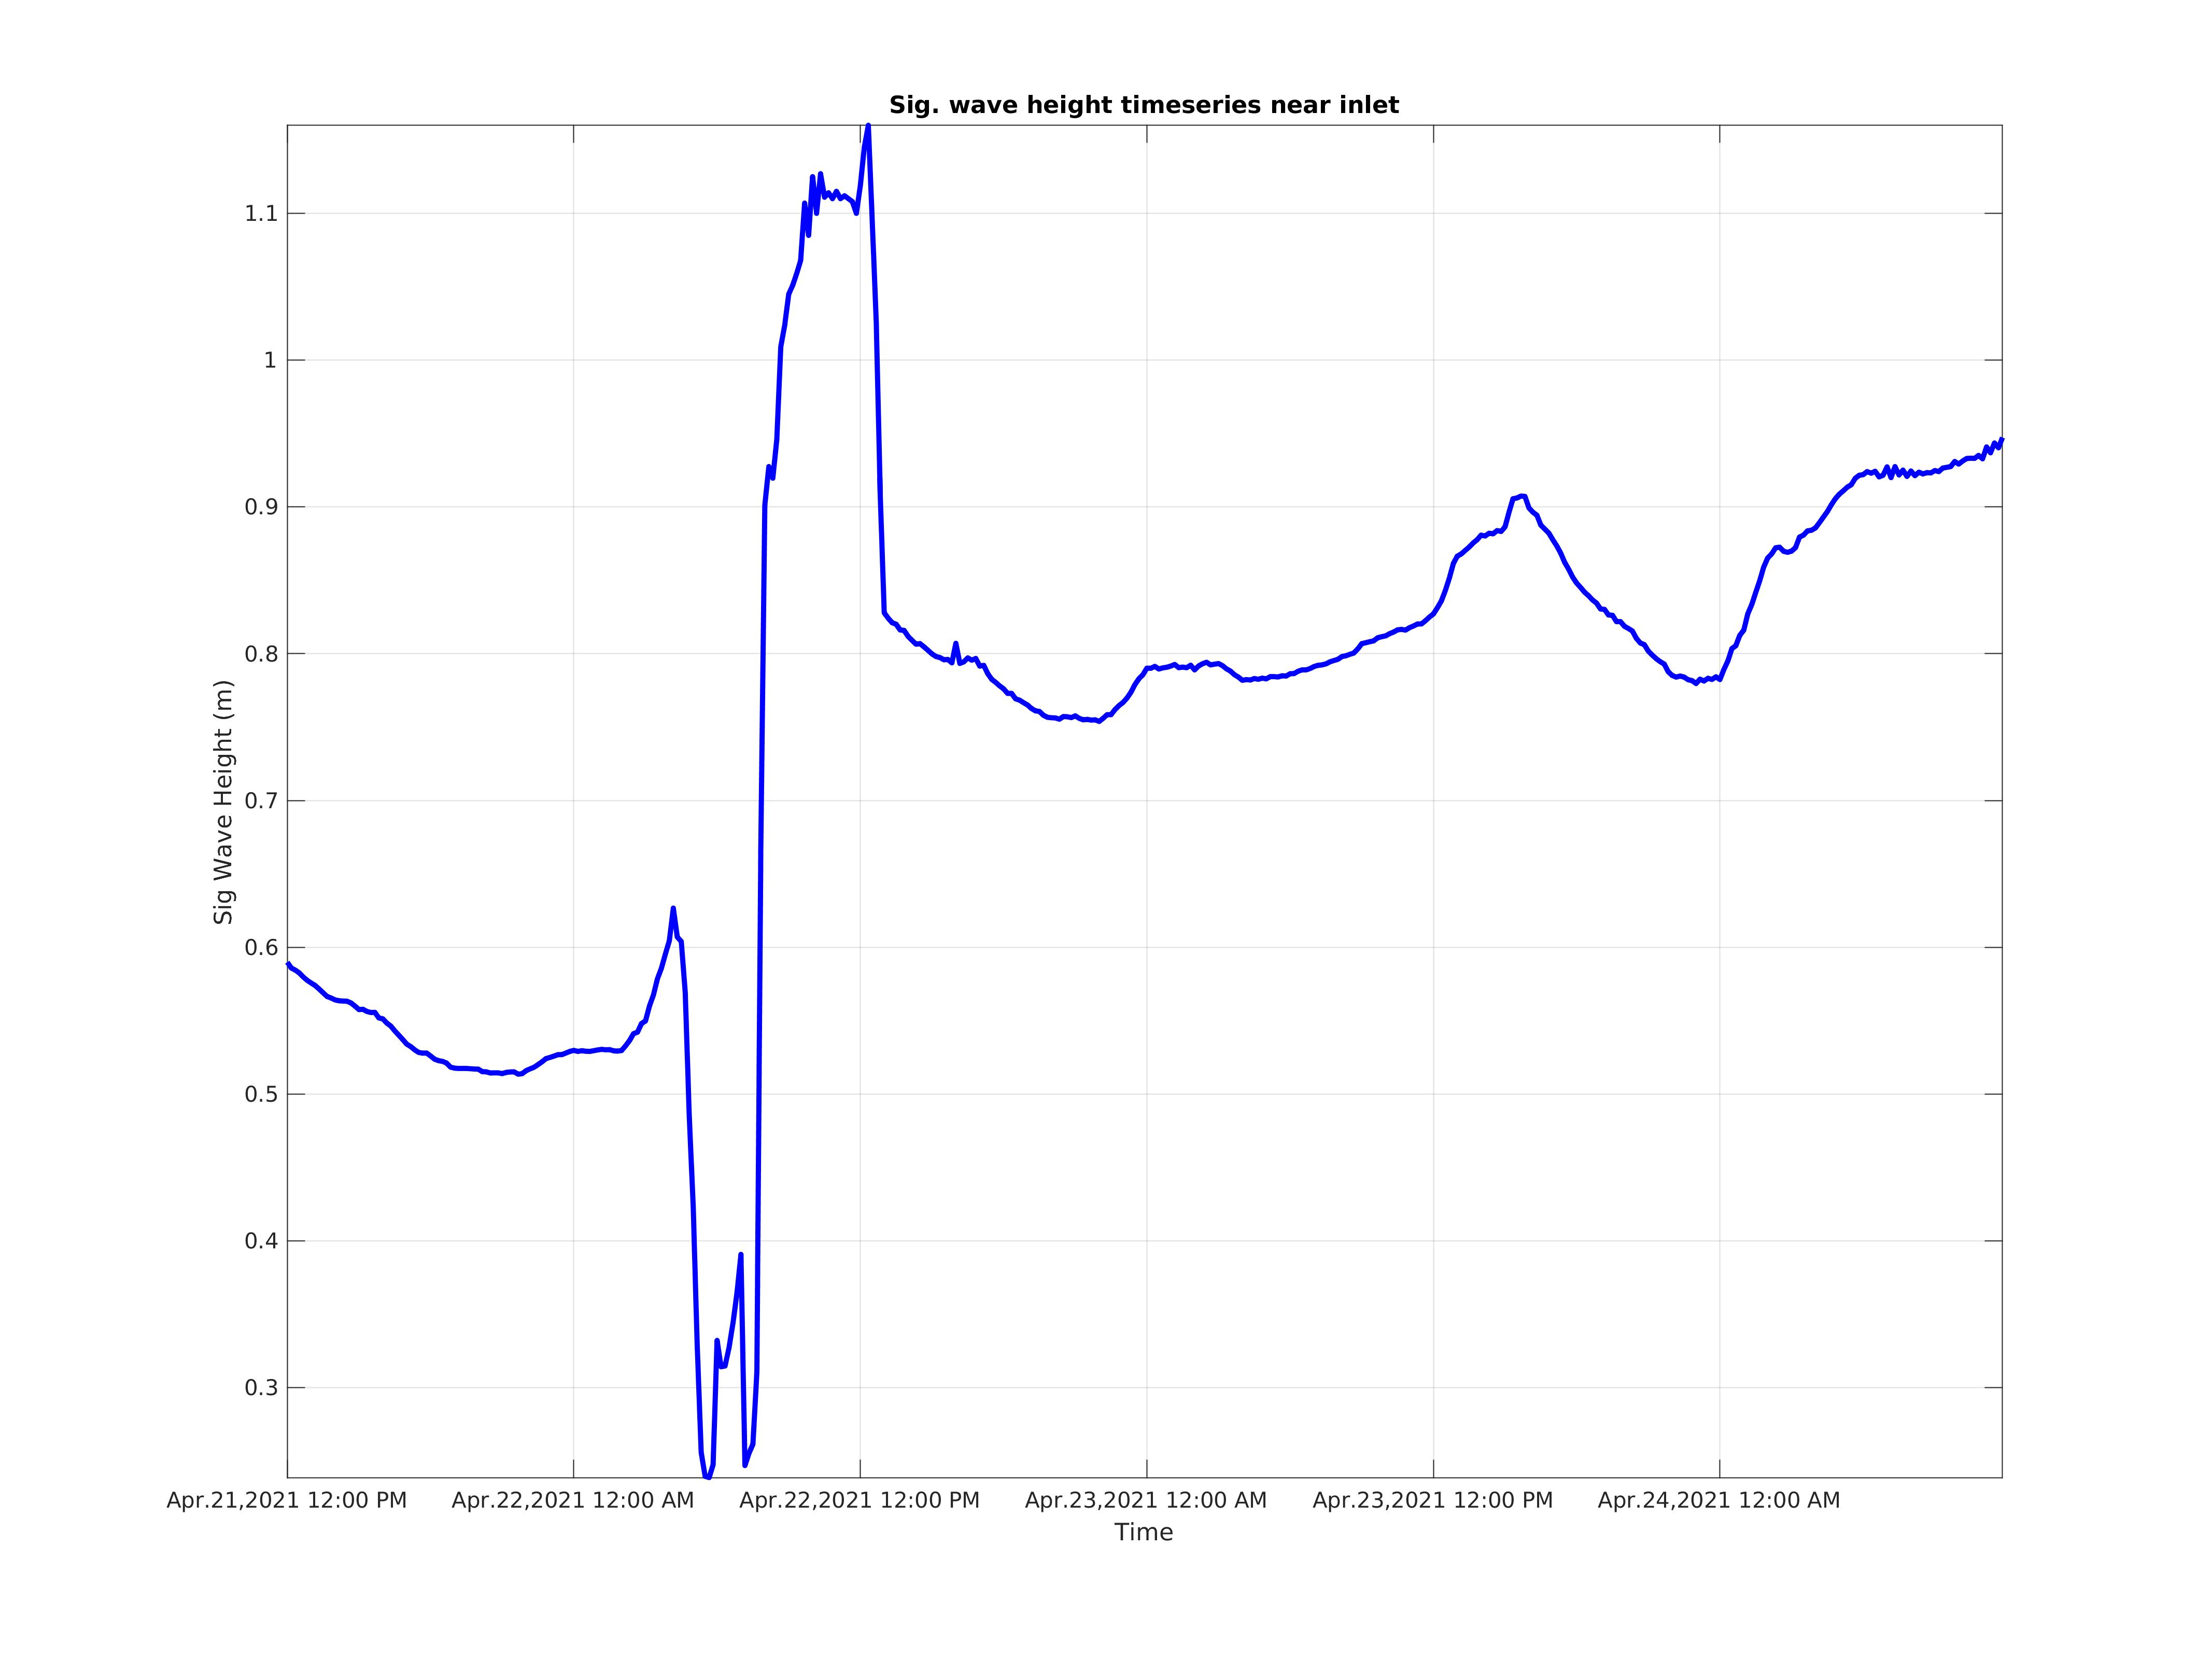 Sig. wave height timeseries near inlet
1.1
1
0.9
0.8
0.7
0.6
0.5
0.4
0.3
Sig Wave Height (m)
Apr.21,2021 12:00 PM Apr.22,2021 12:00 AM Apr.22,2021 12:00 PM Apr.23,2021 12:00 AM Apr.23,2021 12:00 PM Apr.24,2021 12:00 AM
Time